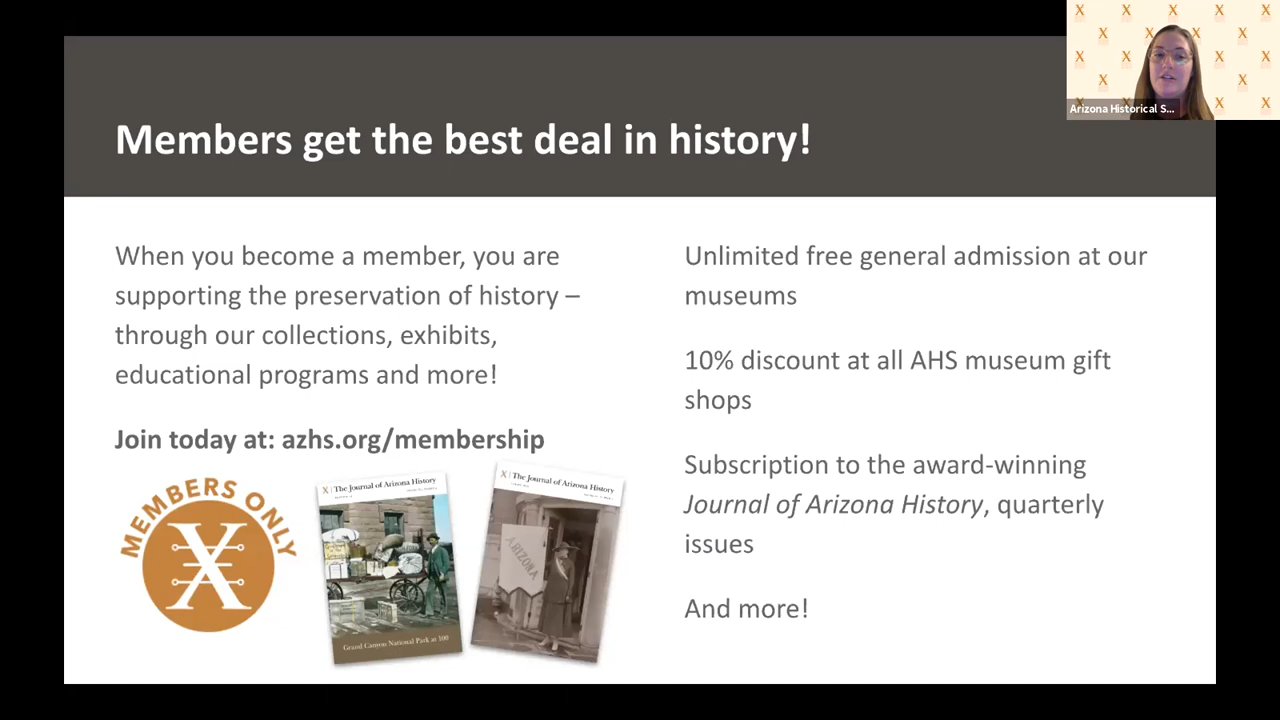 Members get the best deal in history!
Arizona Historical S...
When you become a member, you are
supporting the preservation of history –
through our collections, exhibits,
educational programs and more!
Join today at: azhs.org/membership
MEMBERS ONLY
X
X | The Journal of Arizona History
Grand Canyon National Park at 100
X | The Journal of Arizona History
ARIZONA
Unlimited free general admission at our
museums
10% discount at all AHS museum gift
shops
Subscription to the award-winning
Journal of Arizona History, quarterly
issues
And more!